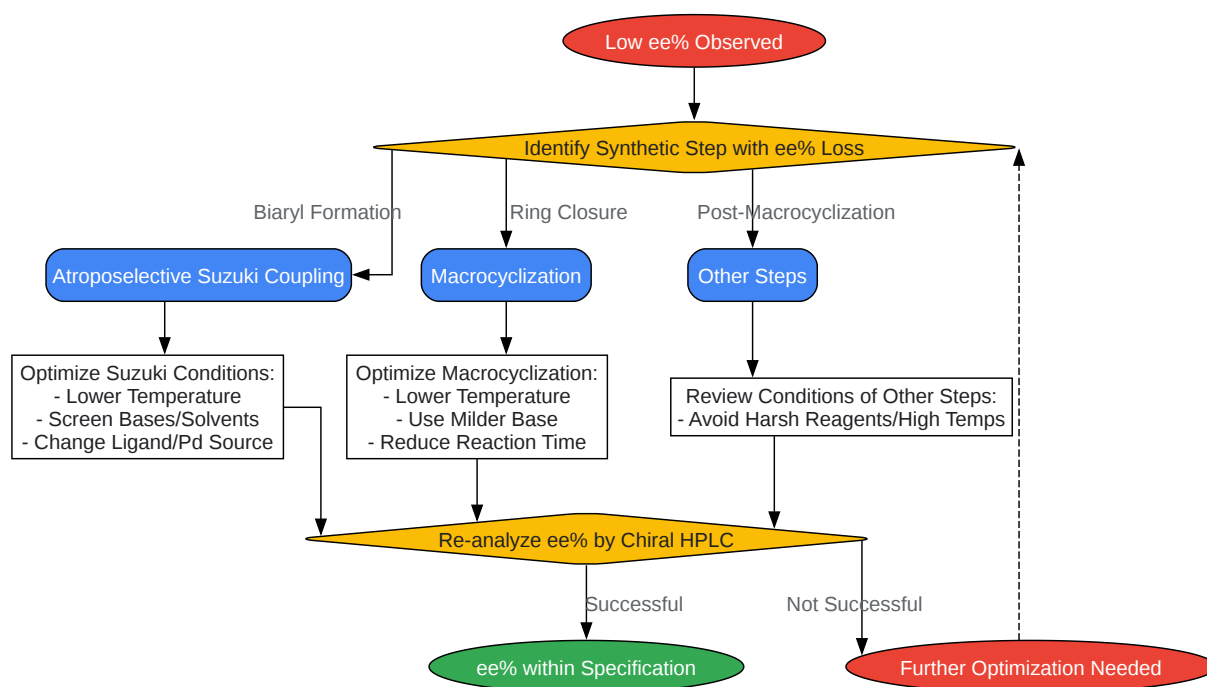 Low ee% Observed
Identify Synthetic Step with ee% Loss
Biaryl Formation
Ring Closure
Post-Macrocyclization
Atroposelective Suzuki Coupling
Macrocyclization
Other Steps
Optimize Suzuki Conditions:
- Lower Temperature
- Screen Bases/Solvents
- Change Ligand/Pd Source
Optimize Macrocyclization:
- Lower Temperature
- Use Milder Base
- Reduce Reaction Time
Review Conditions of Other Steps:
- Avoid Harsh Reagents/High Temps
Re-analyze ee% by Chiral HPLC
Successful
Not Successful
ee% within Specification
Further Optimization Needed